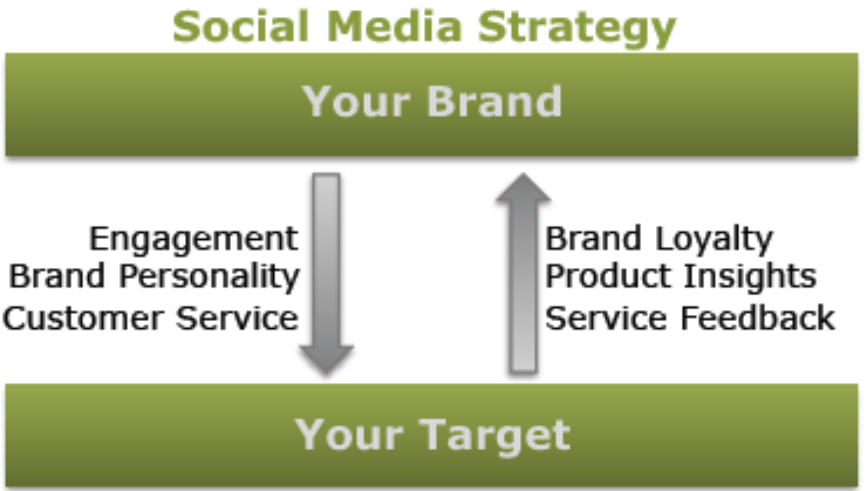 Social Media Strategy
Your Brand
Engagement
Brand Personality
Customer Service
Brand Loyalty
Product Insights
Service Feedback
Your Target